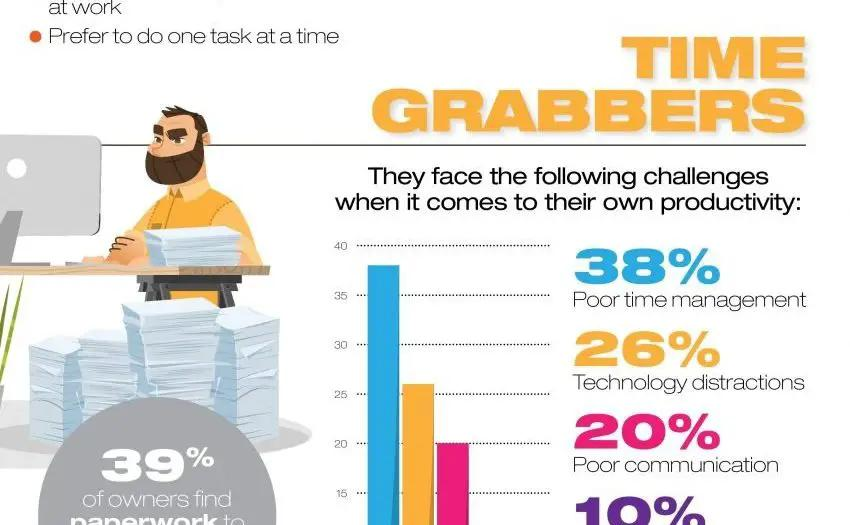 at work
Prefer to do one task at a time
TIME
GRABBERS
They face the following challenges
when it comes to their own productivity:
40
35
30
25
20
15
38%
Poor time management
26%
Technology distractions
20%
Poor communication
10%
39%
of owners find
paperwork to